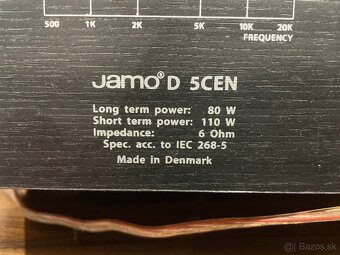 500 1K 2K 5K 10K 20K
FREQUENCY
Jamo® D 5CEN
Long term power: 80 W
Short term power: 110 W
Impedance: 6 Ohm
Spec. acc. to IEC 268-5
Made in Denmark
Bazos.sk